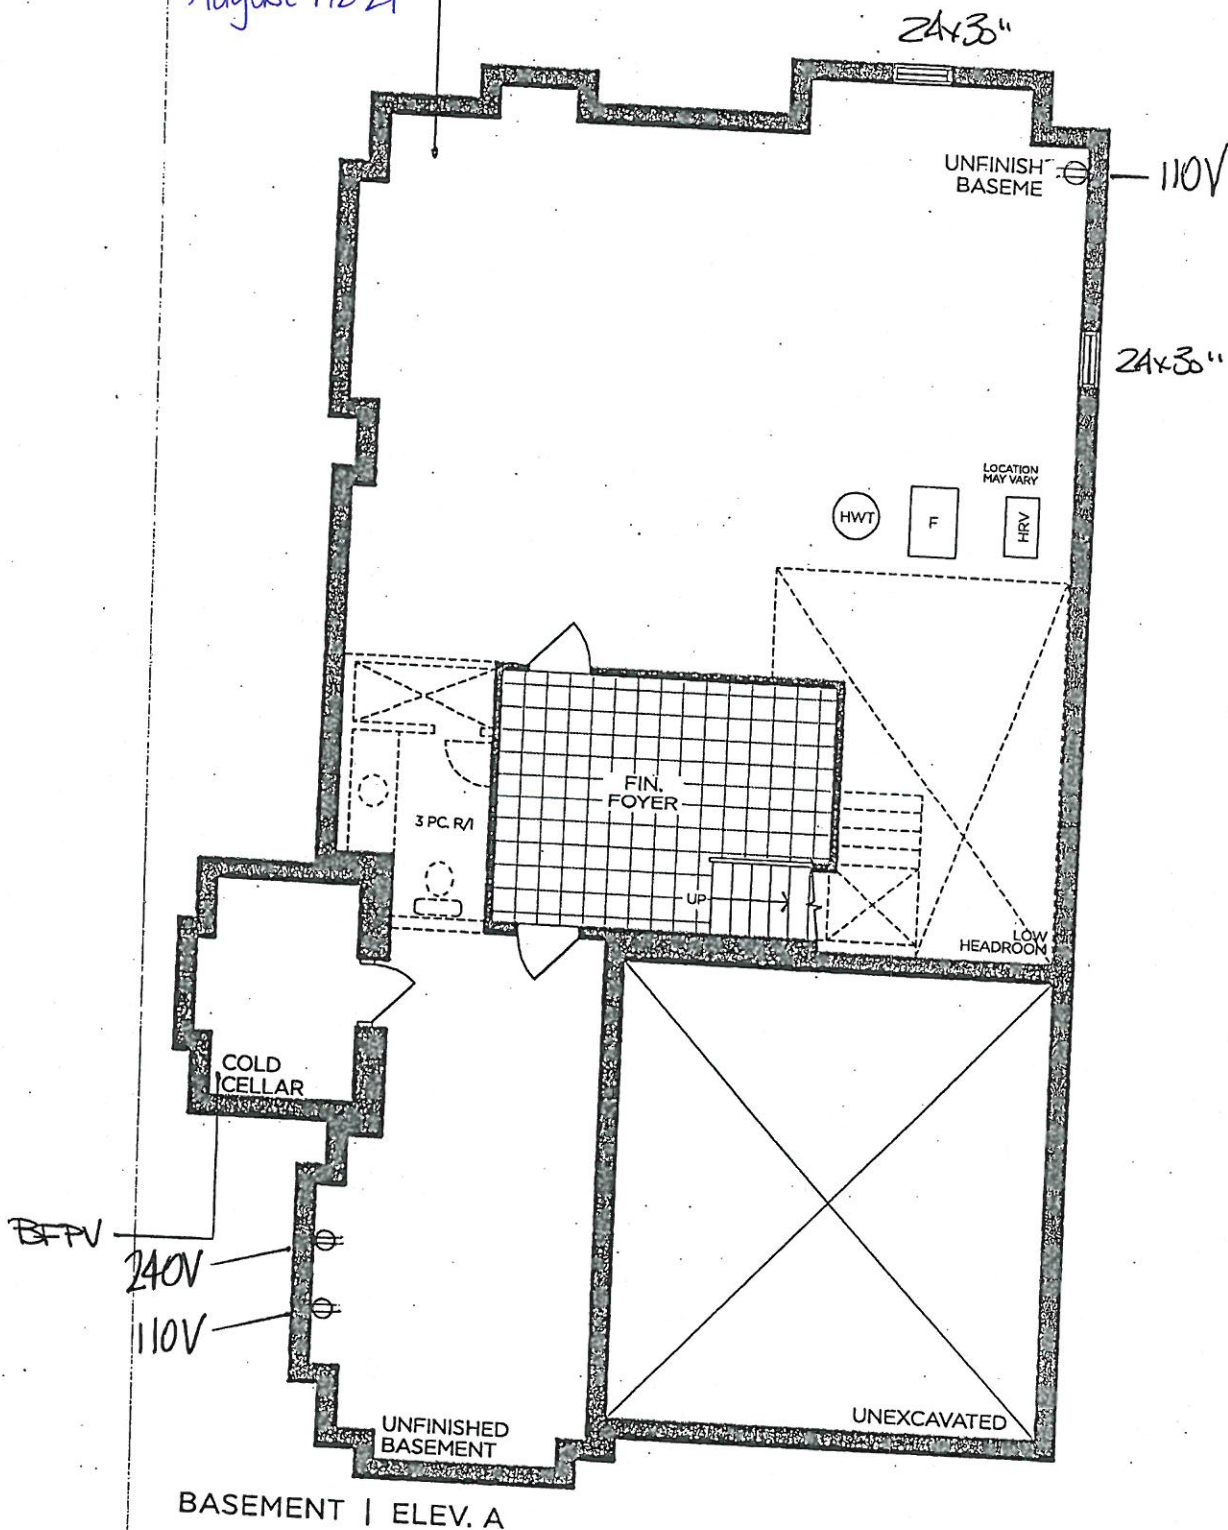 24x30"
UNFINISH
BASEME
110V
24x30"
LOCATION
MAY VARY
HWT
F
HRV
FIN.
FOYER
3 PC. R/I
UP
LOW
HEADROOM
COLD
CELLAR
BFPV
240V
110V
UNFINISHED
BASEMENT
UNEXCAVATED
BASEMENT | ELEV. A